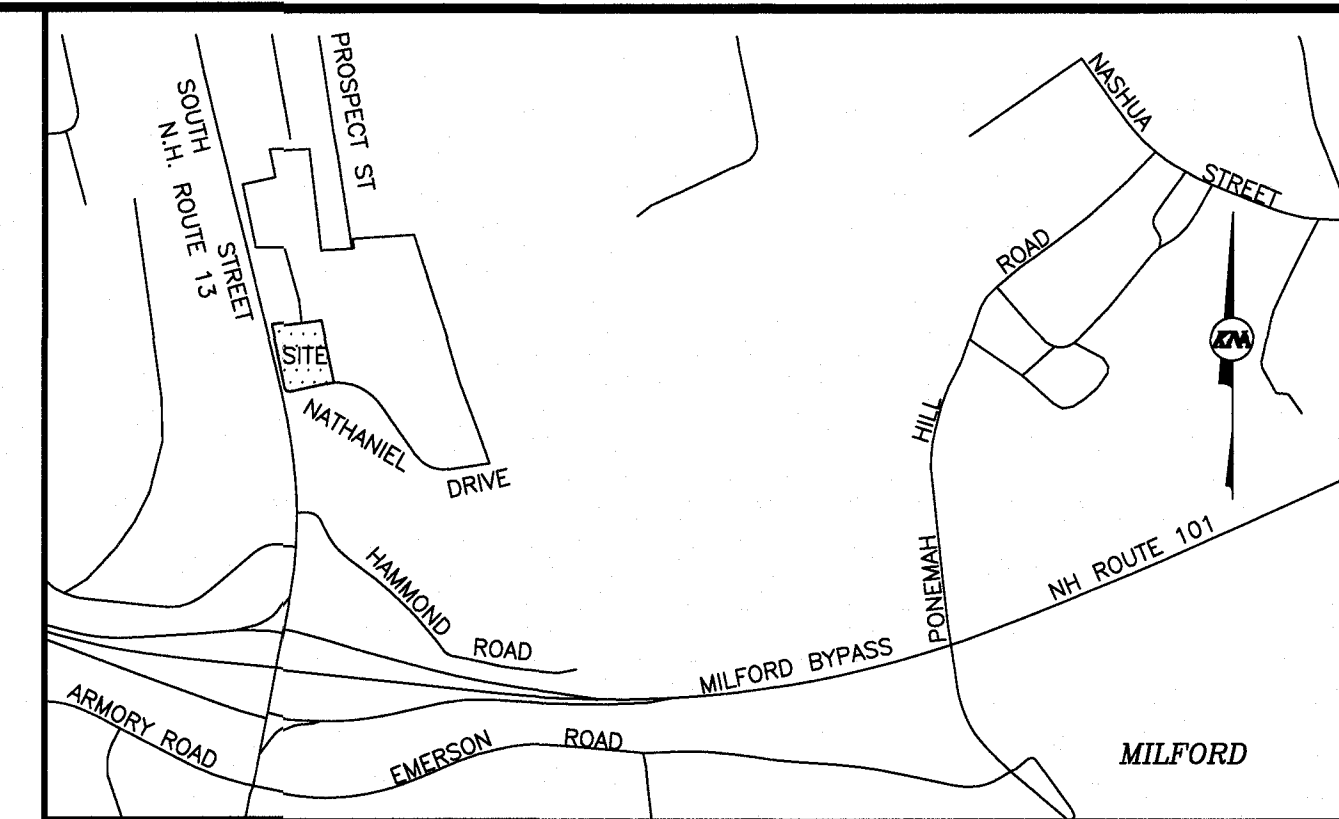 PROSPECT ST
SOUTH STREET
N.H. ROUTE 13
NASHUA STREET
SITE
NATHANIEL DRIVE
PONEMAH HILL ROAD
KNA
HAMMOND ROAD
MILFORD BYPASS
NH ROUTE 101
ARMORY ROAD
EMERSON ROAD
MILFORD